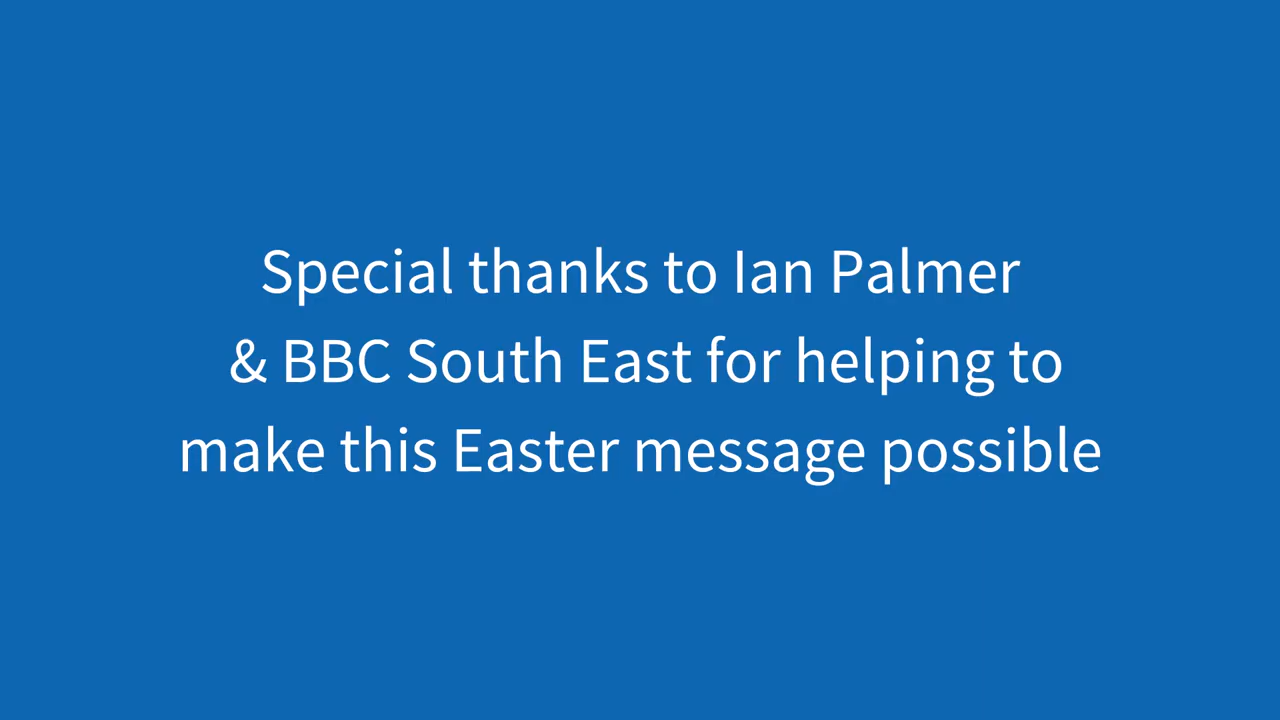 Special thanks to Ian Palmer
& BBC South East for helping to
make this Easter message possible